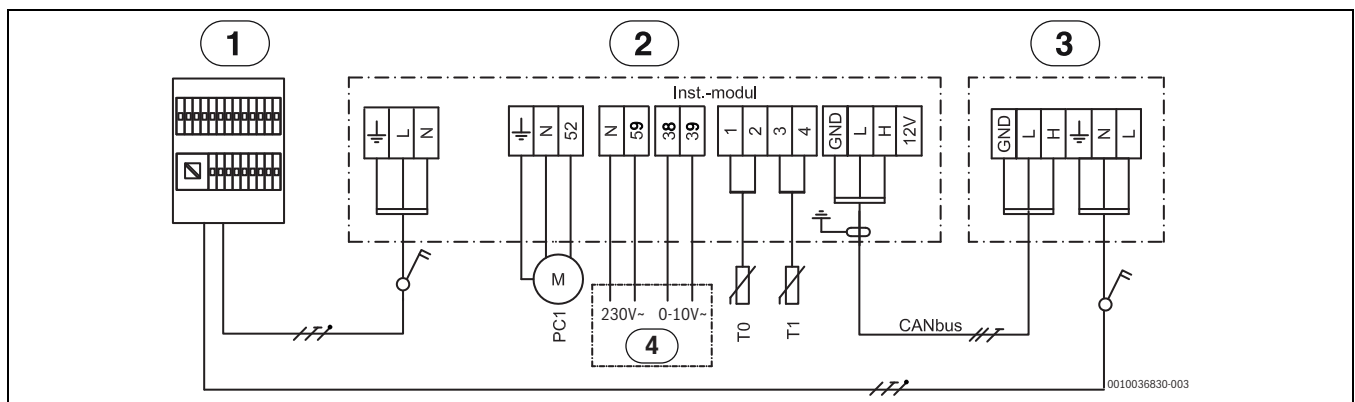 1
2
3
Inst.-modul
L
N
N
52
N
59
38
39
1
2
3
4
GND
L
H
12V
GND
L
H
N
L
M
PC1
230V~
0-10V~
4
T0
T1
CANbus
0010036830-003